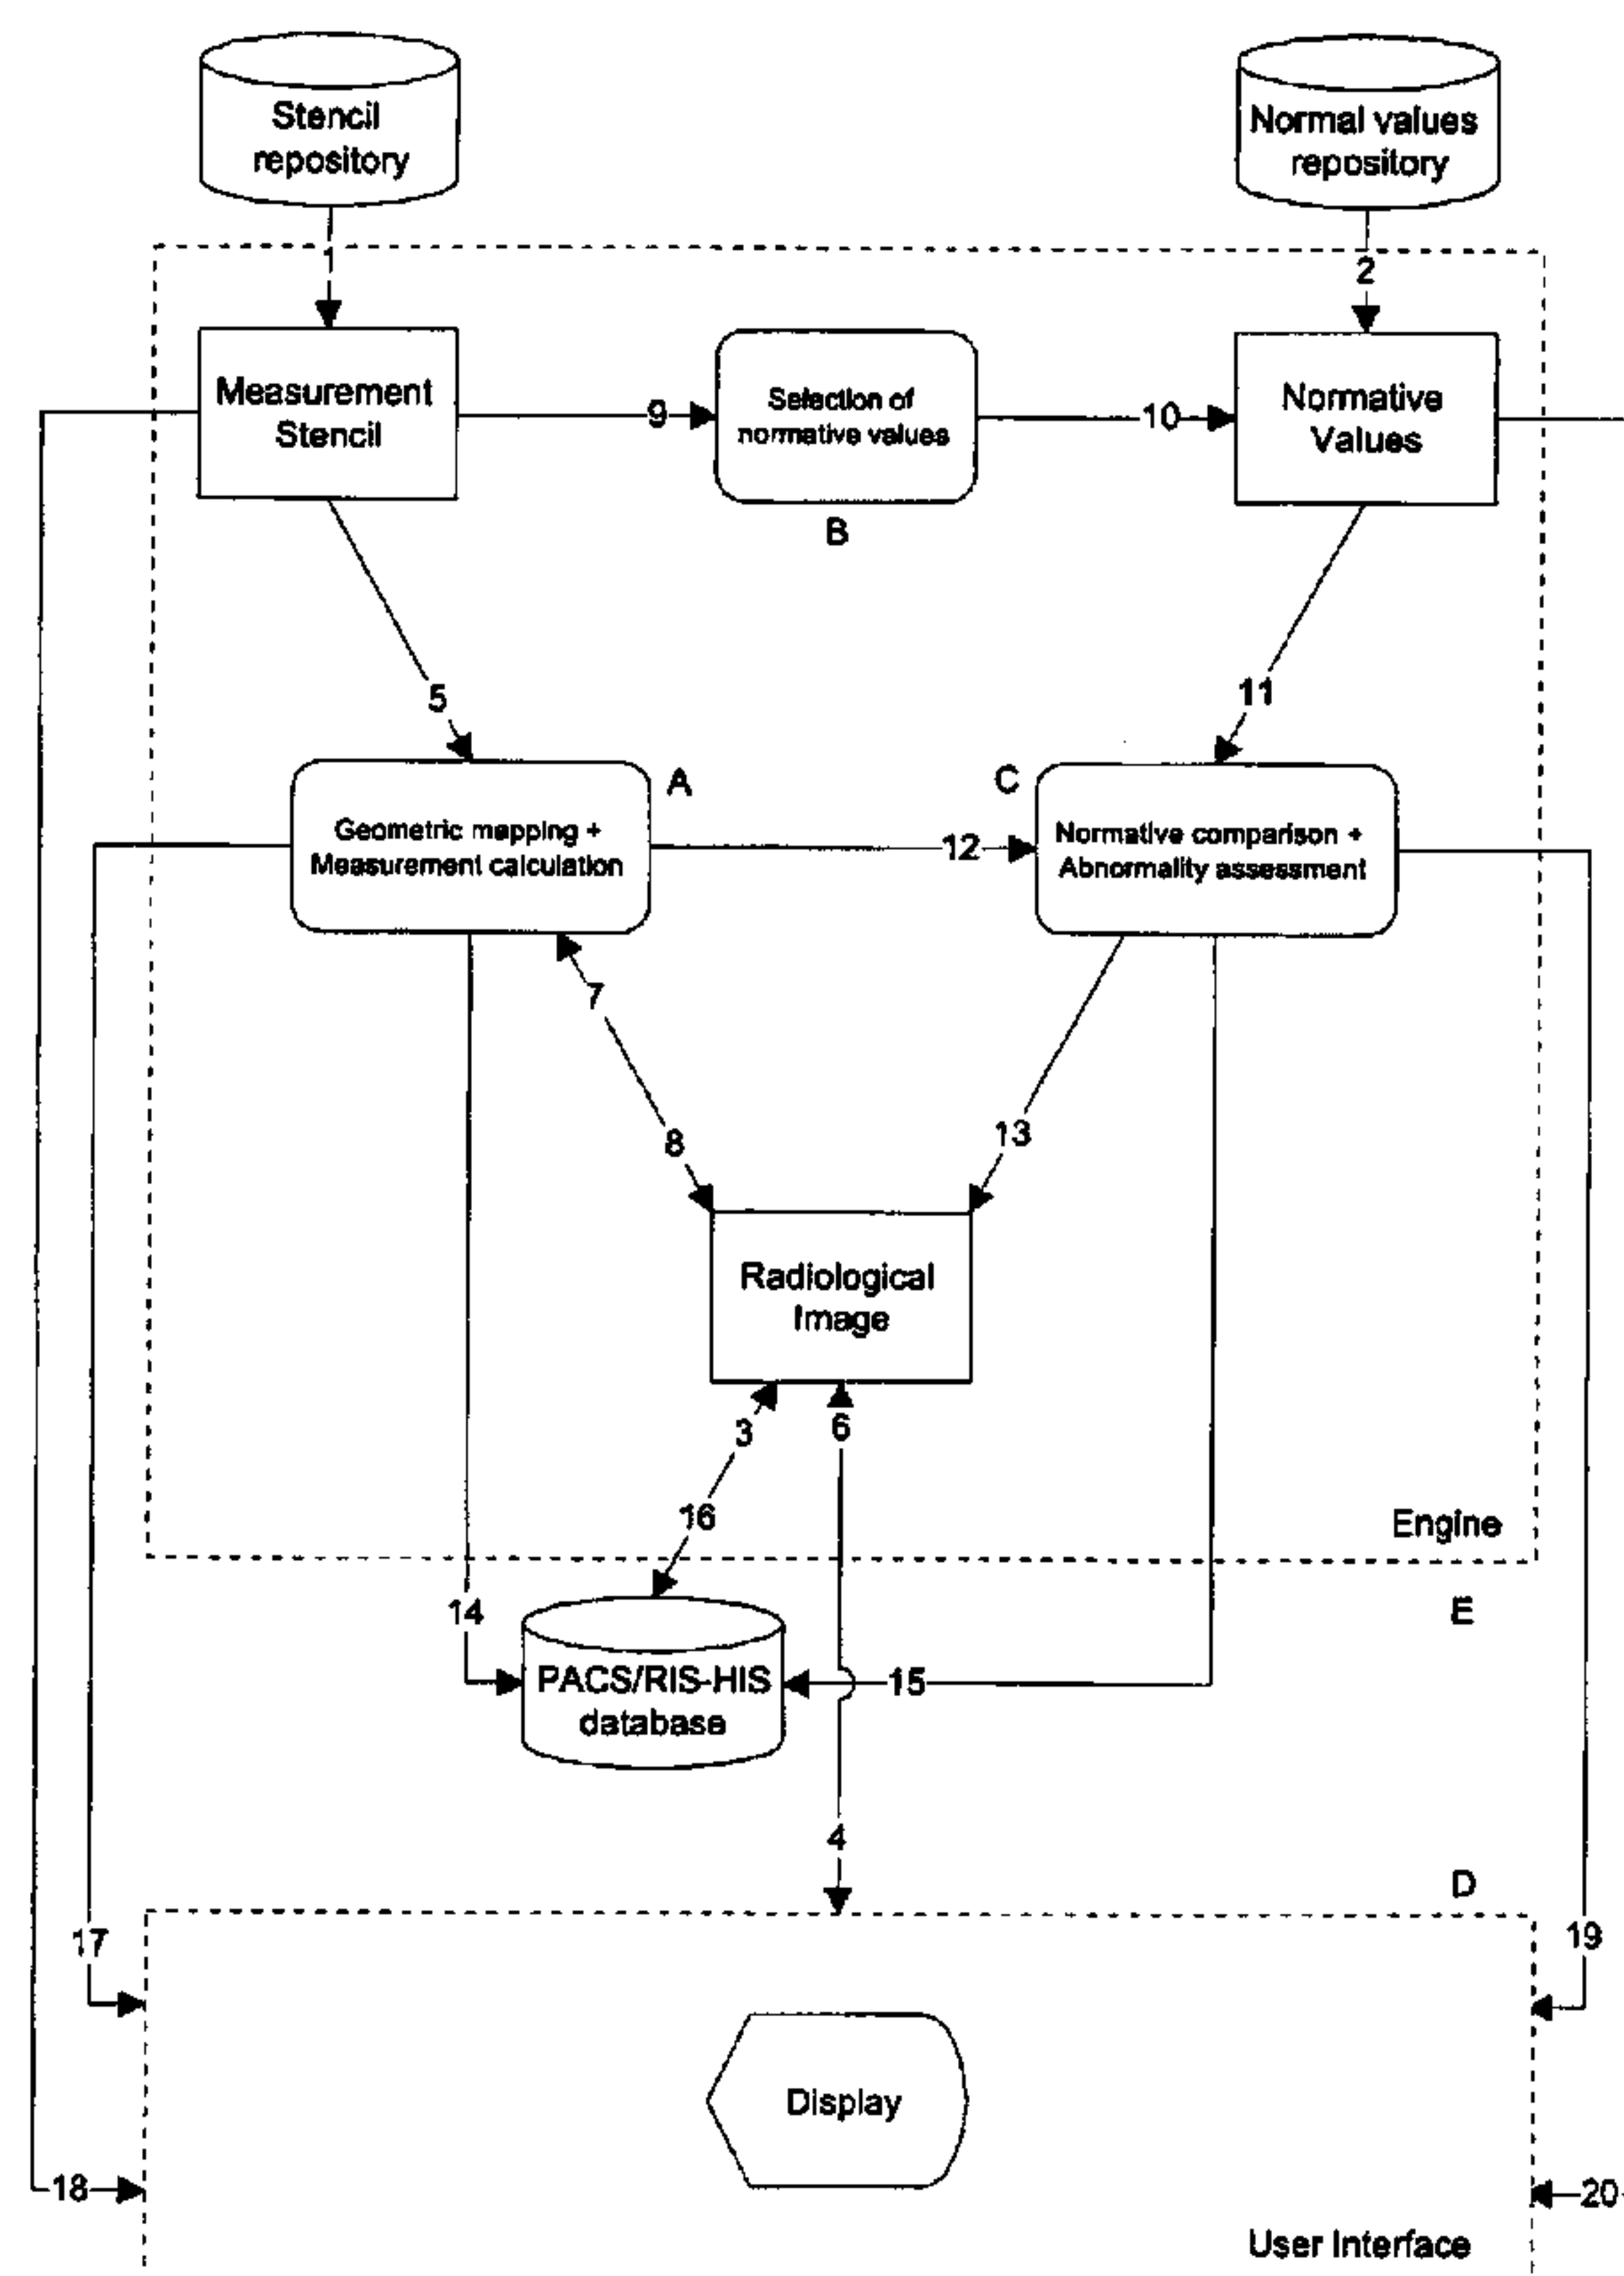 Stencil
repository
Normal values
repository
1
2
Measurement
Stencil
9
Selection of
normative values
10
Normative
Values
B
5
11
A
C
Geometric mapping +
Measurement calculation
12
Normative comparison +
Abnormality assessment
7
8
13
Radiological
Image
3
6
16
Engine
14
E
PACS/RIS-HIS
database
15
4
D
17
19
Display
18
20
User Interface